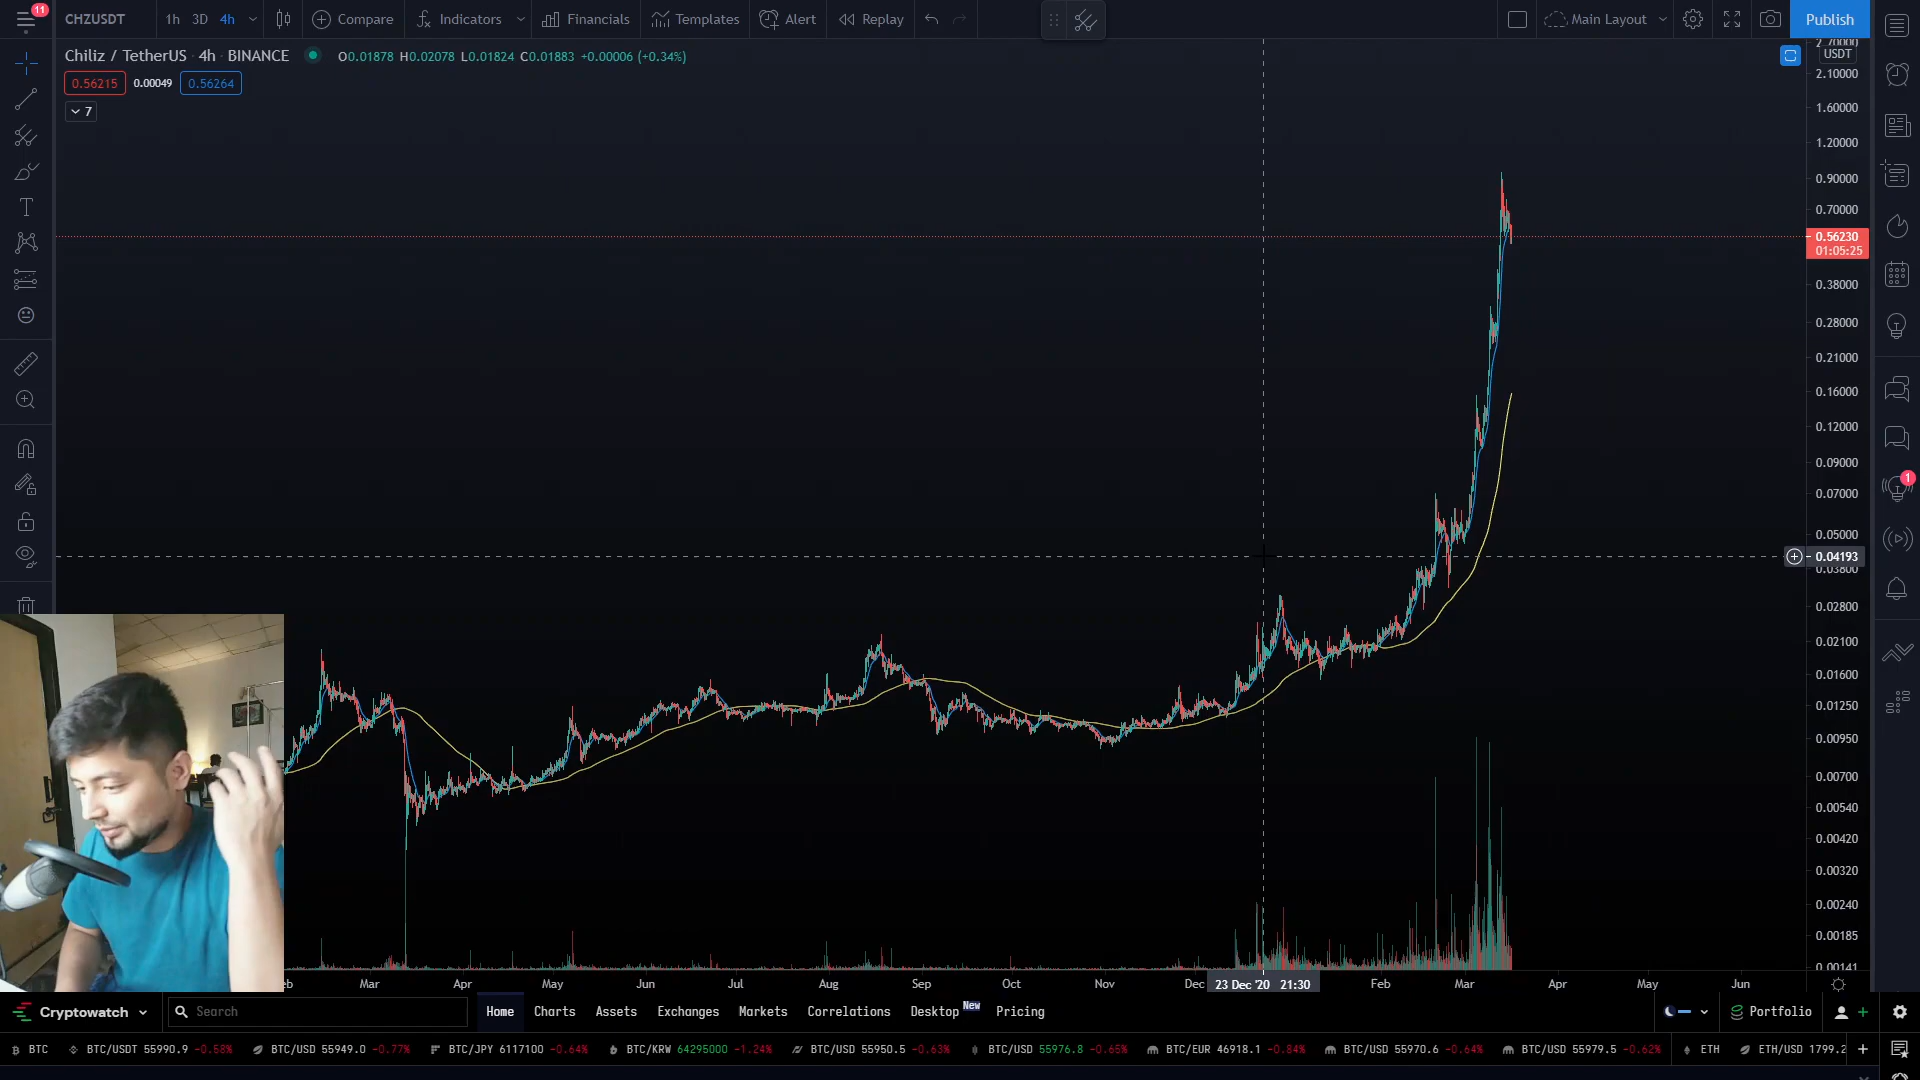 11
CHZUSDT
1h 3D 4h
Compare
Indicators
Financials
Templates
Alert
Replay
Main Layout
Publish
Chiliz / TetherUS · 4h · BINANCE
O0.01878 H0.02078 L0.01824 C0.01883 +0.00006 (+0.34%)
0.56215 0.00049 0.56264
7
2.70000
USDT
2.10000
1.60000
1.20000
0.90000
0.70000
0.56230
01:05:25
0.38000
0.28000
0.21000
0.16000
0.12000
0.09000
0.07000
0.05000
0.04193
0.03800
0.02800
0.02100
0.01600
0.01250
0.00950
0.00700
0.00540
0.00420
0.00320
0.00240
0.00185
0.00141
1
eb Mar Apr May Jun Jul Aug Sep Oct Nov Dec 23 Dec '20 21:30 Feb Mar Apr May Jun
Cryptowatch
Search
Home Charts Assets Exchanges Markets Correlations Desktop New Pricing
Portfolio
BTC BTC/USDT 55990.9 -0.58% BTC/USD 55949.0 -0.77% BTC/JPY 6117100 -0.64% BTC/KRW 64295000 -1.24% BTC/USD 55950.5 -0.63% BTC/USD 55976.8 -0.65% BTC/EUR 46918.1 -0.84% BTC/USD 55970.6 -0.64% BTC/USD 55979.5 -0.62% ETH ETH/USD 1799.2